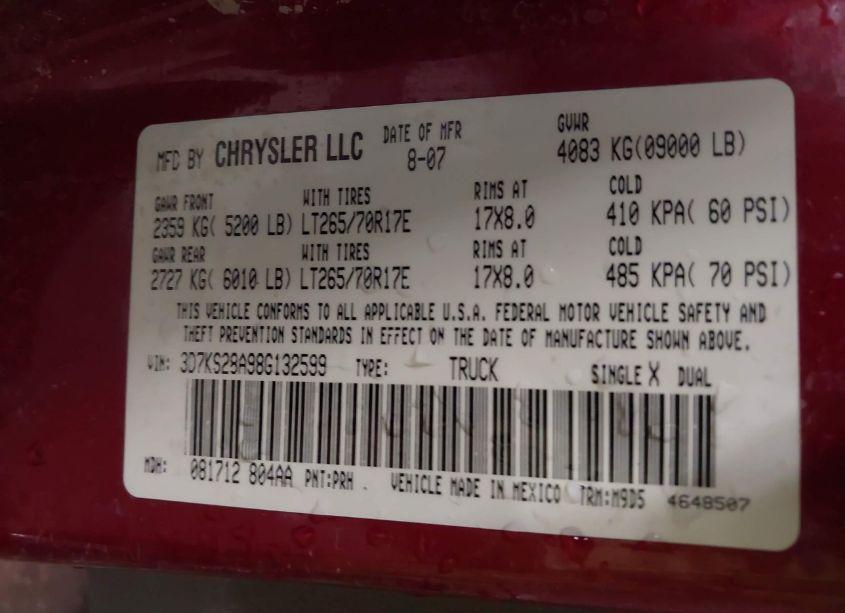 MFD BY CHRYSLER LLC DATE OF MFR 8-07 GVWR 4083 KG(09000 LB)
GAWR FRONT WITH TIRES RIMS AT COLD
2359 KG( 5200 LB) LT265/70R17E 17X8.0 410 KPA( 60 PSI)
GAWR REAR WITH TIRES RIMS AT COLD
2727 KG( 6010 LB) LT265/70R17E 17X8.0 485 KPA( 70 PSI)
THIS VEHICLE CONFORMS TO ALL APPLICABLE U.S.A. FEDERAL MOTOR VEHICLE SAFETY AND
THEFT PREVENTION STANDARDS IN EFFECT ON THE DATE OF MANUFACTURE SHOWN ABOVE.
VIN: 3D7KS28A98G132599 TYPE: TRUCK SINGLE X DUAL
MDH: 081712 804AA PNT:PRH VEHICLE MADE IN MEXICO TRM:M9D5 4648507